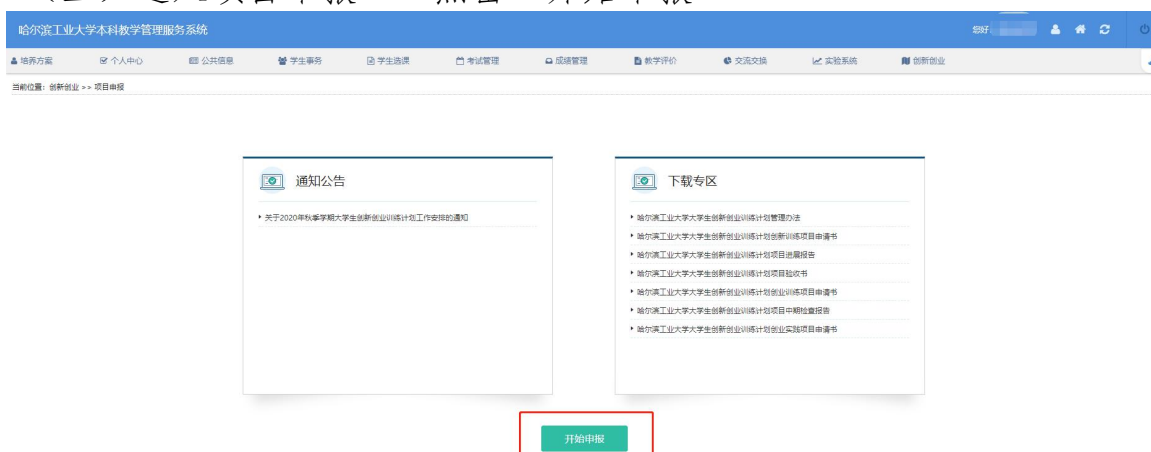 哈尔滨工业大学本科教学管理服务系统
您好
培养方案 个人中心 公共信息 学生事务 学生选课 考试管理 成绩管理 教学评价 交流交换 实验系统 创新创业
当前位置：创新创业 >> 项目申报
通知公告
关于2020年秋季学期大学生创新创业训练计划工作安排的通知
下载专区
哈尔滨工业大学大学生创新创业训练计划管理办法
哈尔滨工业大学大学生创新创业训练计划创新训练项目申请书
哈尔滨工业大学大学生创新创业训练计划项目进展报告
哈尔滨工业大学大学生创新创业训练计划项目验收书
哈尔滨工业大学大学生创新创业训练计划创业训练项目申请书
哈尔滨工业大学大学生创新创业训练计划项目中期检查报告
哈尔滨工业大学大学生创新创业训练计划创业实践项目申请书
开始申报